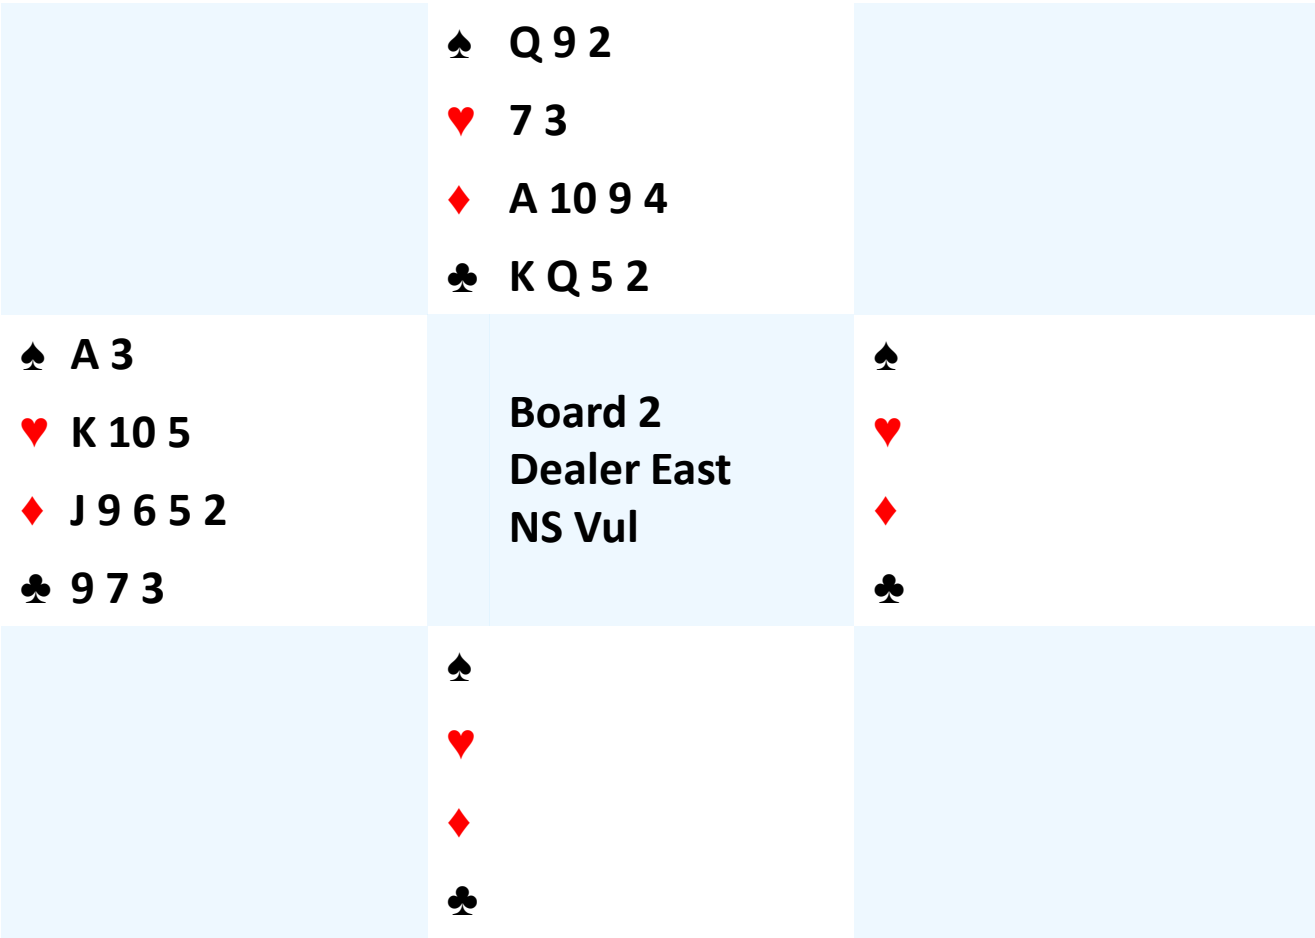 ♠ Q 9 2
♥ 7 3
♦ A 10 9 4
♣ K Q 5 2
♠ A 3
♥ K 10 5
♦ J 9 6 5 2
♣ 9 7 3
Board 2
Dealer East
NS Vul
♠
♥
♦
♣
♠
♥
♦
♣